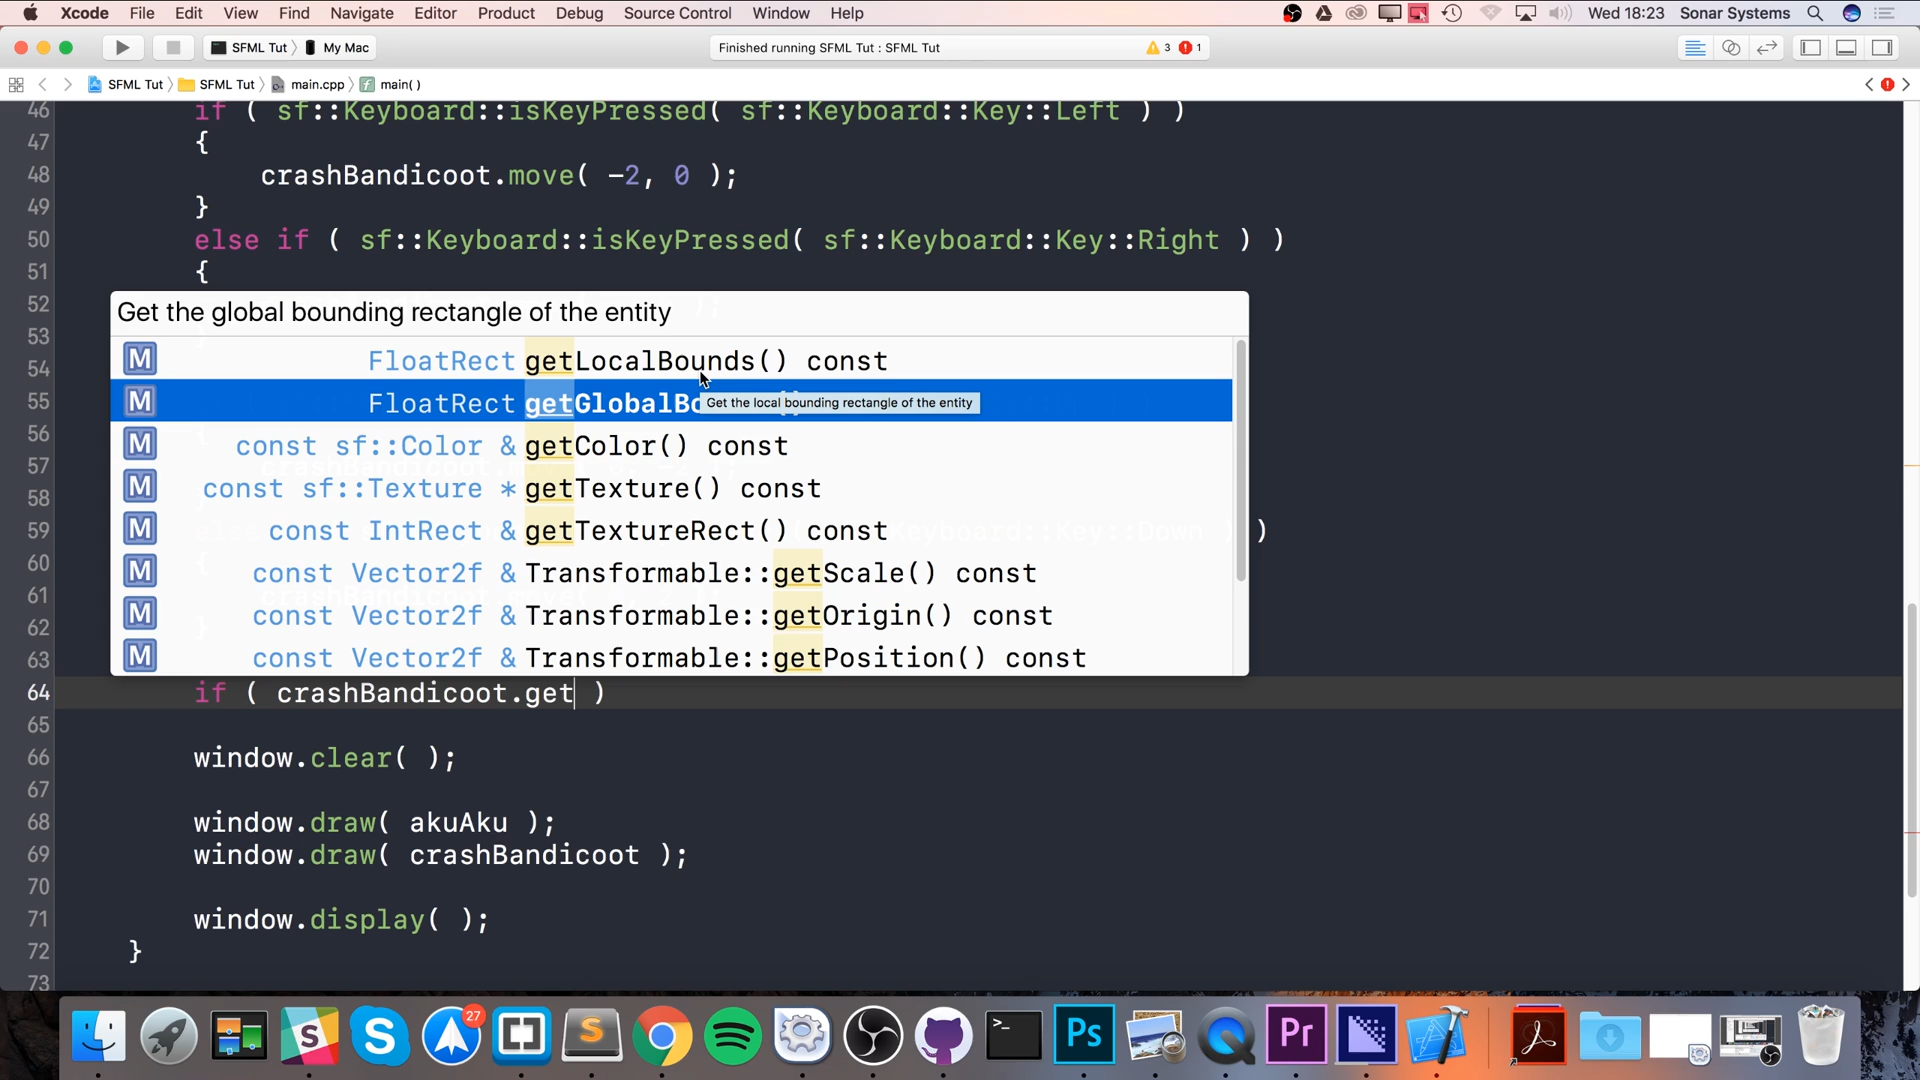 Xcode File Edit View Find Navigate Editor Product Debug Source Control Window Help Wed 18:23 Sonar Systems
SFML Tut My Mac Finished running SFML Tut : SFML Tut 3 1
SFML Tut SFML Tut main.cpp main( )
46 if ( sf::Keyboard::isKeyPressed( sf::Keyboard::Key::Left ) )
47 {
48 crashBandicoot.move( -2, 0 );
49 }
50 else if ( sf::Keyboard::isKeyPressed( sf::Keyboard::Key::Right ) )
51 {
52
Get the global bounding rectangle of the entity
53
M FloatRect getLocalBounds() const
54
55 M FloatRect getGlobalBo
Get the local bounding rectangle of the entity
56 M const sf::Color & getColor() const
57
58 M const sf::Texture * getTexture() const
59 M const IntRect & getTextureRect() const Keyboard::Key::Down ) )
60 M const Vector2f & Transformable::getScale() const
61
62 M const Vector2f & Transformable::getOrigin() const
63 M const Vector2f & Transformable::getPosition() const
64 if ( crashBandicoot.get )
65
66 window.clear( );
67
68 window.draw( akuAku );
69 window.draw( crashBandicoot );
70
71 window.display( );
72 }
73
27
S
S
S
Ps
Pr